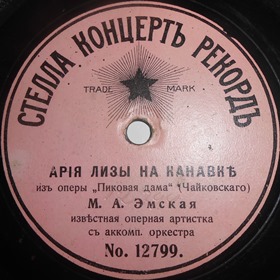 СТЕЛЛА КОНЦЕРТЪ РЕКОРДЪ
TRADE MARK
АРІЯ ЛИЗЫ НА КАНАВКѢ
изъ оперы „Пиковая дама“ (Чайковскаго)
М. А. Эмская
извѣстная оперная артистка
съ аккомп. оркестра
No. 12799.